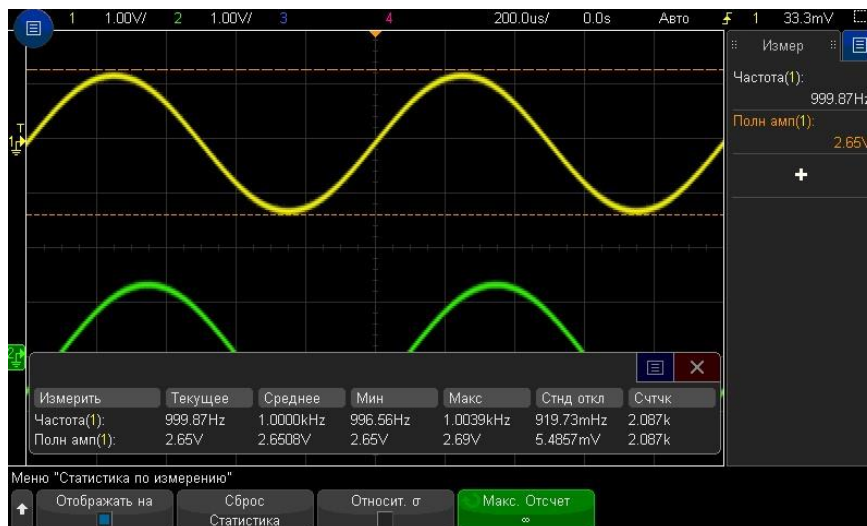 1 1.00V/ 2 1.00V/ 3 4 200.0us/ 0.0s Авто 1 33.3mV
Измер
Частота(1):
999.87Hz
Полн амп(1):
2.65V
T
1
2
Измерить Текущее Среднее Мин Макс Стнд откл Счтчк
Частота(1): 999.87Hz 1.0000kHz 996.56Hz 1.0039kHz 919.73mHz 2.087k
Полн амп(1): 2.65V 2.6508V 2.65V 2.69V 5.4857mV 2.087k
Меню "Статистика по измерению"
Отображать на Сброс Относит. σ Макс. Отсчет
Статистика ∞